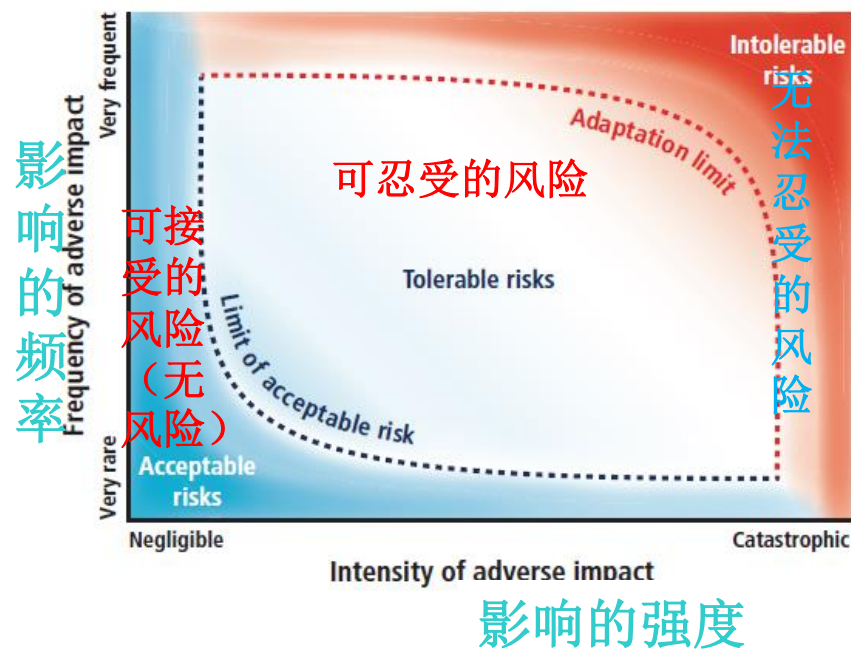 Very frequent
Frequency of adverse impact
Very rare
影响的频率
Intolerable
risks
无法忍受的风险
Adaptation limit
可忍受的风险
Tolerable risks
可接
受的
风险
（无
风险）
Limit of acceptable risk
Acceptable
risks
Negligible
Catastrophic
Intensity of adverse impact
影响的强度